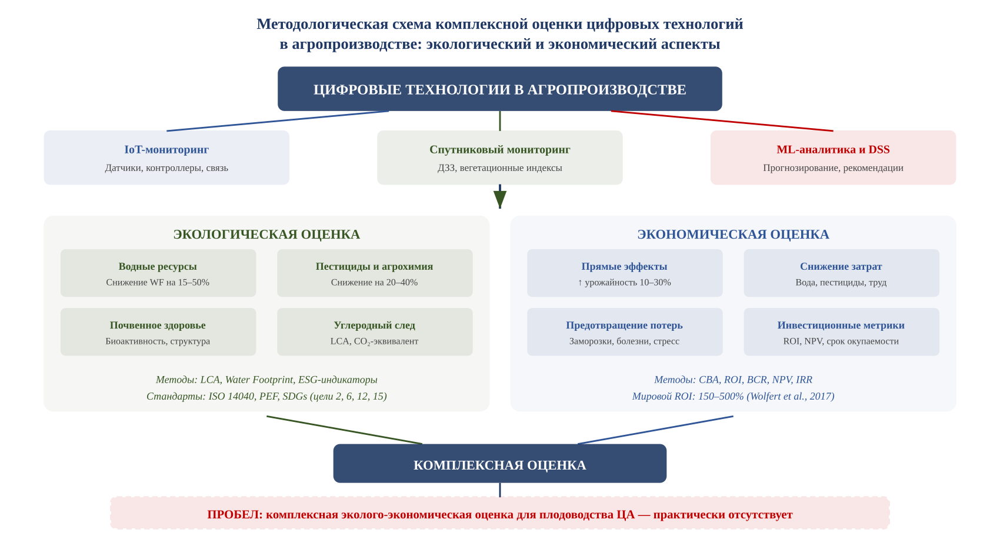 Методологическая схема комплексной оценки цифровых технологий
в агропроизводстве: экологический и экономический аспекты
ЦИФРОВЫЕ ТЕХНОЛОГИИ В АГРОПРОИЗВОДСТВЕ
IoT-мониторинг
Датчики, контроллеры, связь
Спутниковый мониторинг
ДЗЗ, вегетационные индексы
ML-аналитика и DSS
Прогнозирование, рекомендации
ЭКОЛОГИЧЕСКАЯ ОЦЕНКА
Водные ресурсы
Снижение WF на 15–50%
Пестициды и агрохимия
Снижение на 20–40%
Почвенное здоровье
Биоактивность, структура
Углеродный след
LCA, CO₂-эквивалент
Методы: LCA, Water Footprint, ESG-индикаторы
Стандарты: ISO 14040, PEF, SDGs (цели 2, 6, 12, 15)
ЭКОНОМИЧЕСКАЯ ОЦЕНКА
Прямые эффекты
↑ урожайность 10–30%
Снижение затрат
Вода, пестициды, труд
Предотвращение потерь
Заморозки, болезни, стресс
Инвестиционные метрики
ROI, NPV, срок окупаемости
Методы: CBA, ROI, BCR, NPV, IRR
Мировой ROI: 150–500% (Wolfert et al., 2017)
КОМПЛЕКСНАЯ ОЦЕНКА
ПРОБЕЛ: комплексная эколого-экономическая оценка для плодоводства ЦА — практически отсутствует